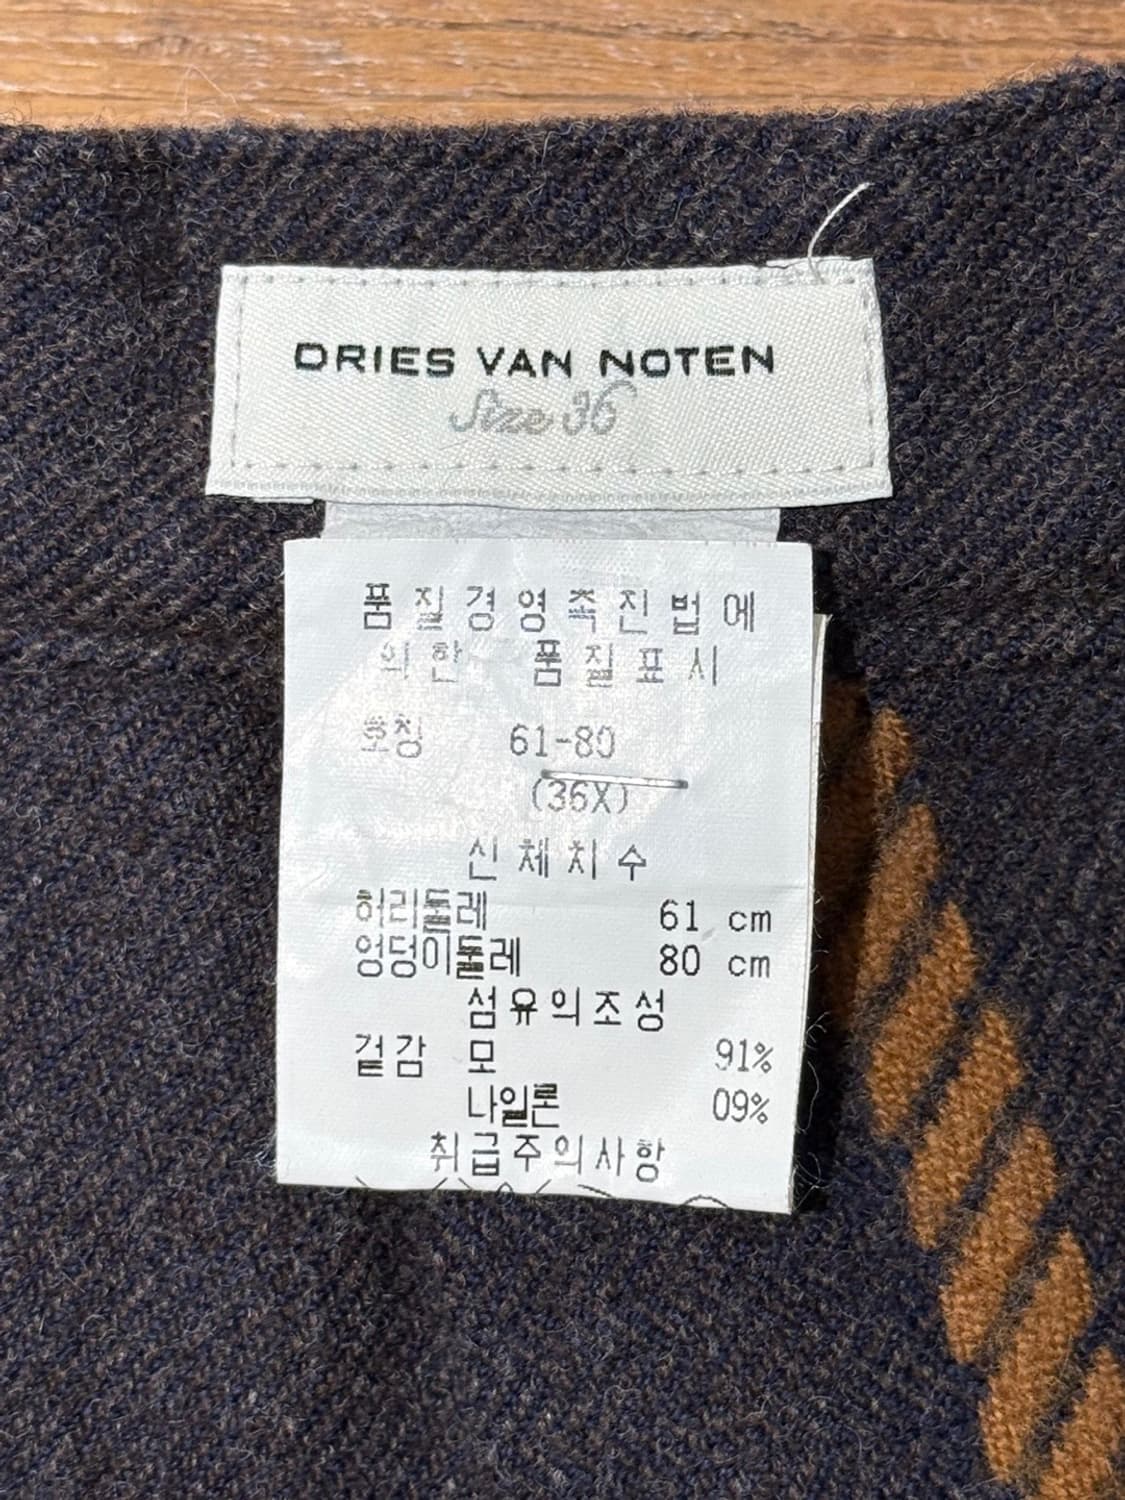 DRIES VAN NOTEN
Size 36
품질경영촉진법에
의한 품질표시
호칭 61-80
(36X)
신체치수
허리둘레 61 cm
엉덩이둘레 80 cm
섬유의조성
겉감 모 91%
나일론 09%
취급주의사항